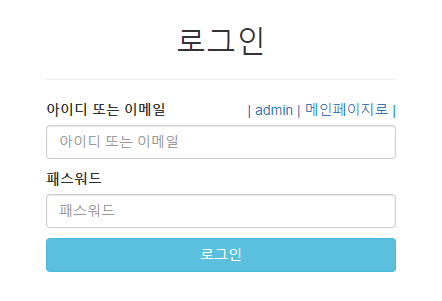 로그인
아이디 또는 이메일 | admin | 메인페이지로 |
아이디 또는 이메일
패스워드
패스워드
로그인